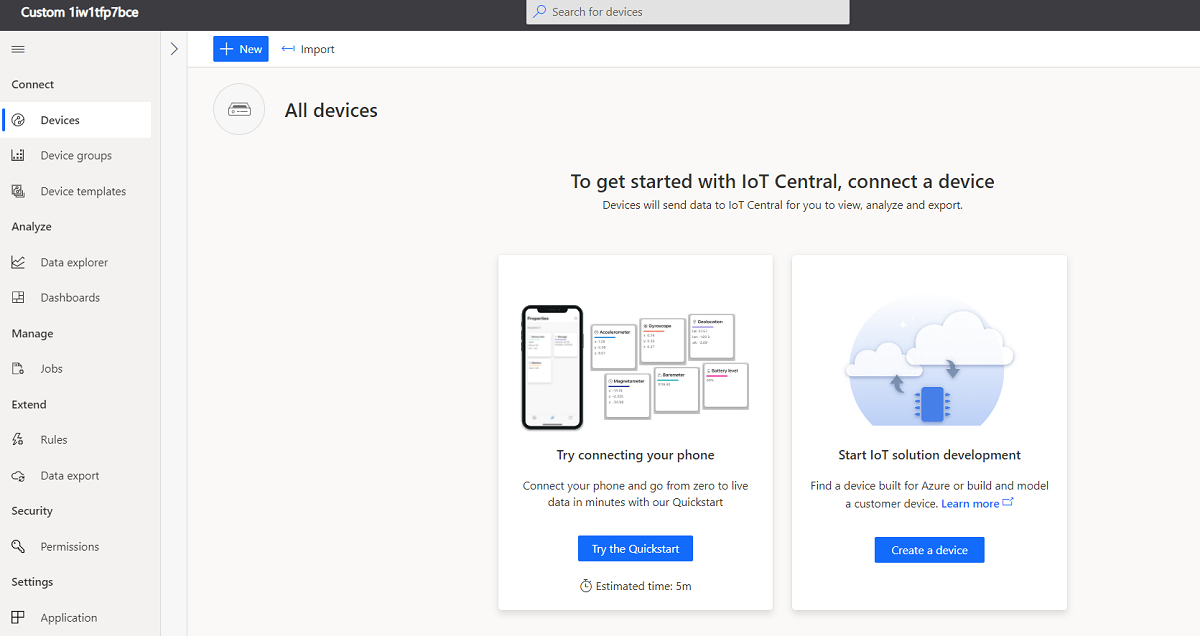 Custom 1iw1tfp7bce
Search for devices
New
Import
Connect
Devices
Device groups
Device templates
Analyze
Data explorer
Dashboards
Manage
Jobs
Extend
Rules
Data export
Security
Permissions
Settings
Application
All devices
To get started with IoT Central, connect a device
Devices will send data to IoT Central for you to view, analyze and export.
Properties
Accelerometer
Gyroscope
Geolocation
Magnetometer
Barometer
Battery level
Try connecting your phone
Connect your phone and go from zero to live
data in minutes with our Quickstart
Try the Quickstart
Estimated time: 5m
Start IoT solution development
Find a device built for Azure or build and model
a customer device. Learn more
Create a device